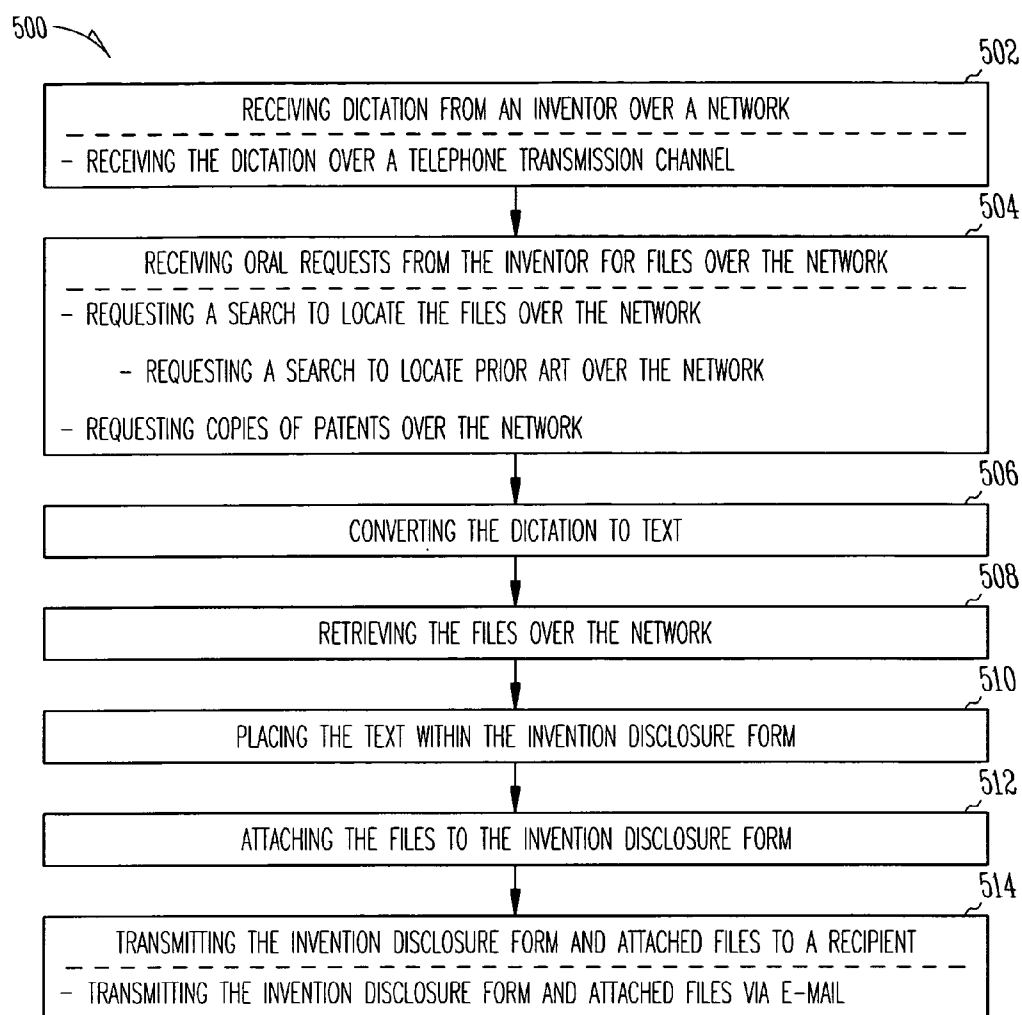 500
502
RECEIVING DICTATION FROM AN INVENTOR OVER A NETWORK
- RECEIVING THE DICTATION OVER A TELEPHONE TRANSMISSION CHANNEL
504
RECEIVING ORAL REQUESTS FROM THE INVENTOR FOR FILES OVER THE NETWORK
- REQUESTING A SEARCH TO LOCATE THE FILES OVER THE NETWORK
- REQUESTING A SEARCH TO LOCATE PRIOR ART OVER THE NETWORK
- REQUESTING COPIES OF PATENTS OVER THE NETWORK
506
CONVERTING THE DICTATION TO TEXT
508
RETRIEVING THE FILES OVER THE NETWORK
510
PLACING THE TEXT WITHIN THE INVENTION DISCLOSURE FORM
512
ATTACHING THE FILES TO THE INVENTION DISCLOSURE FORM
514
TRANSMITTING THE INVENTION DISCLOSURE FORM AND ATTACHED FILES TO A RECIPIENT
- TRANSMITTING THE INVENTION DISCLOSURE FORM AND ATTACHED FILES VIA E-MAIL